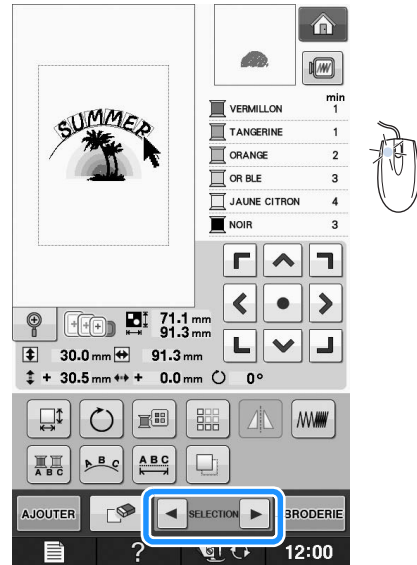 SUMMER
min
VERMILLON 1
TANGERINE 1
ORANGE 2
OR BLE 3
JAUNE CITRON 4
NOIR 3
71.1 mm
91.3 mm
30.0 mm 91.3 mm
+ 30.5 mm + 0.0 mm 0°
A B C
A B C
A B C
AJOUTER SELECTION BRODERIE
? 12:00